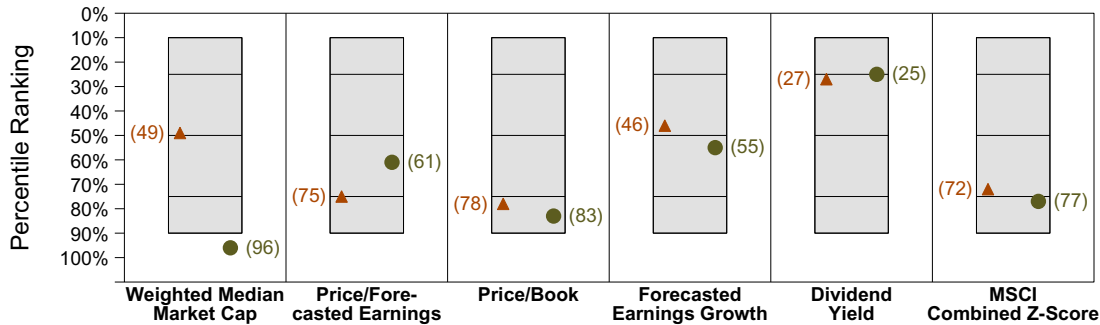 Percentile Ranking
0%
10%
20%
30%
40%
50%
60%
70%
80%
90%
100%
(49)
(96)
(75)
(61)
(78)
(83)
(46)
(55)
(27)
(25)
(72)
(77)
Weighted Median
Market Cap
Price/Fore-
casted Earnings
Price/Book
Forecasted
Earnings Growth
Dividend
Yield
MSCI
Combined Z-Score